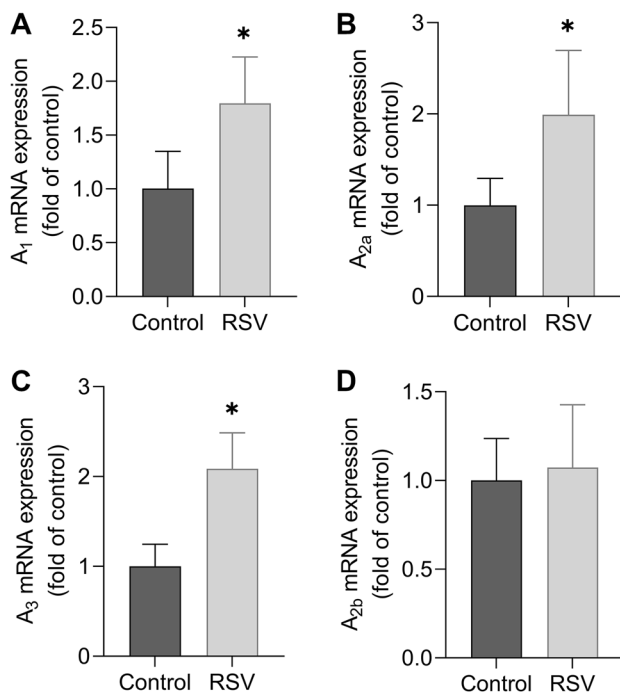 A
A1 mRNA expression
(fold of control)
2.5
2.0
1.5
1.0
0.5
0.0
*
Control RSV
B
A2a mRNA expression
(fold of control)
3
2
1
0
*
Control RSV
C
A3 mRNA expression
(fold of control)
3
2
1
0
*
Control RSV
D
A2b mRNA expression
(fold of control)
1.5
1.0
0.5
0.0
Control RSV